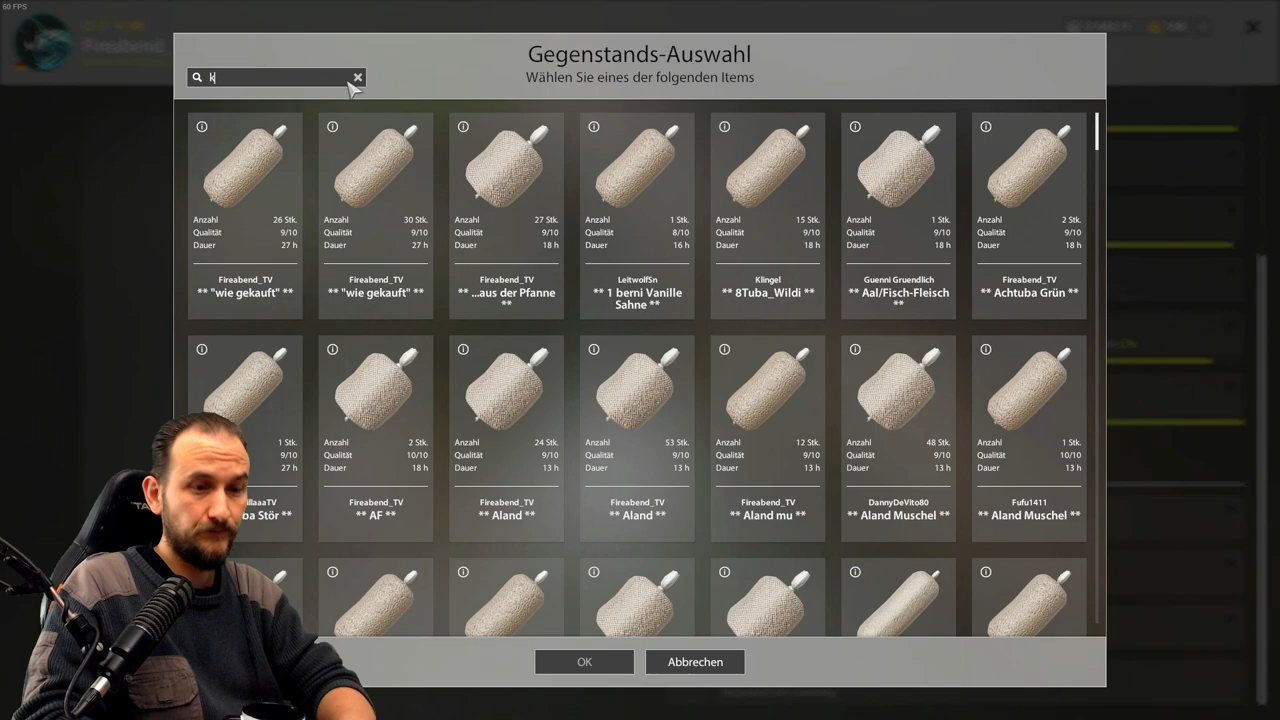 60 FPS
Fireabend
Gegenstands-Auswahl
Wählen Sie eines der folgenden Items
k
Anzahl 26 Stk.
Qualität 9/10
Dauer 27 h
Fireabend_TV
** "wie gekauft" **
Anzahl 30 Stk.
Qualität 9/10
Dauer 27 h
Fireabend_TV
** "wie gekauft" **
Anzahl 27 Stk.
Qualität 9/10
Dauer 18 h
Fireabend_TV
** ...aus der Pfanne
**
Anzahl 1 Stk.
Qualität 8/10
Dauer 16 h
LeitwolfSn
** 1 berni Vanille
Sahne **
Anzahl 15 Stk.
Qualität 9/10
Dauer 18 h
Klingel
** 8Tuba_Wildi **
Anzahl 1 Stk.
Qualität 9/10
Dauer 18 h
Guenni Gruendlich
** Aal/Fisch-Fleisch
**
Anzahl 2 Stk.
Qualität 9/10
Dauer 18 h
Fireabend_TV
** Achtuba Grün **
1 Stk.
9/10
27 h
illaaaTV
ba Stör **
Anzahl 2 Stk.
Qualität 10/10
Dauer 18 h
Fireabend_TV
** AF **
Anzahl 24 Stk.
Qualität 9/10
Dauer 13 h
Fireabend_TV
** Aland **
Anzahl 53 Stk.
Qualität 9/10
Dauer 13 h
Fireabend_TV
** Aland **
Anzahl 12 Stk.
Qualität 9/10
Dauer 13 h
Fireabend_TV
** Aland mu **
Anzahl 48 Stk.
Qualität 9/10
Dauer 13 h
DannyDeVito80
** Aland Muschel **
Anzahl 1 Stk.
Qualität 10/10
Dauer 13 h
Fufu1411
** Aland Muschel **
OK
Abbrechen